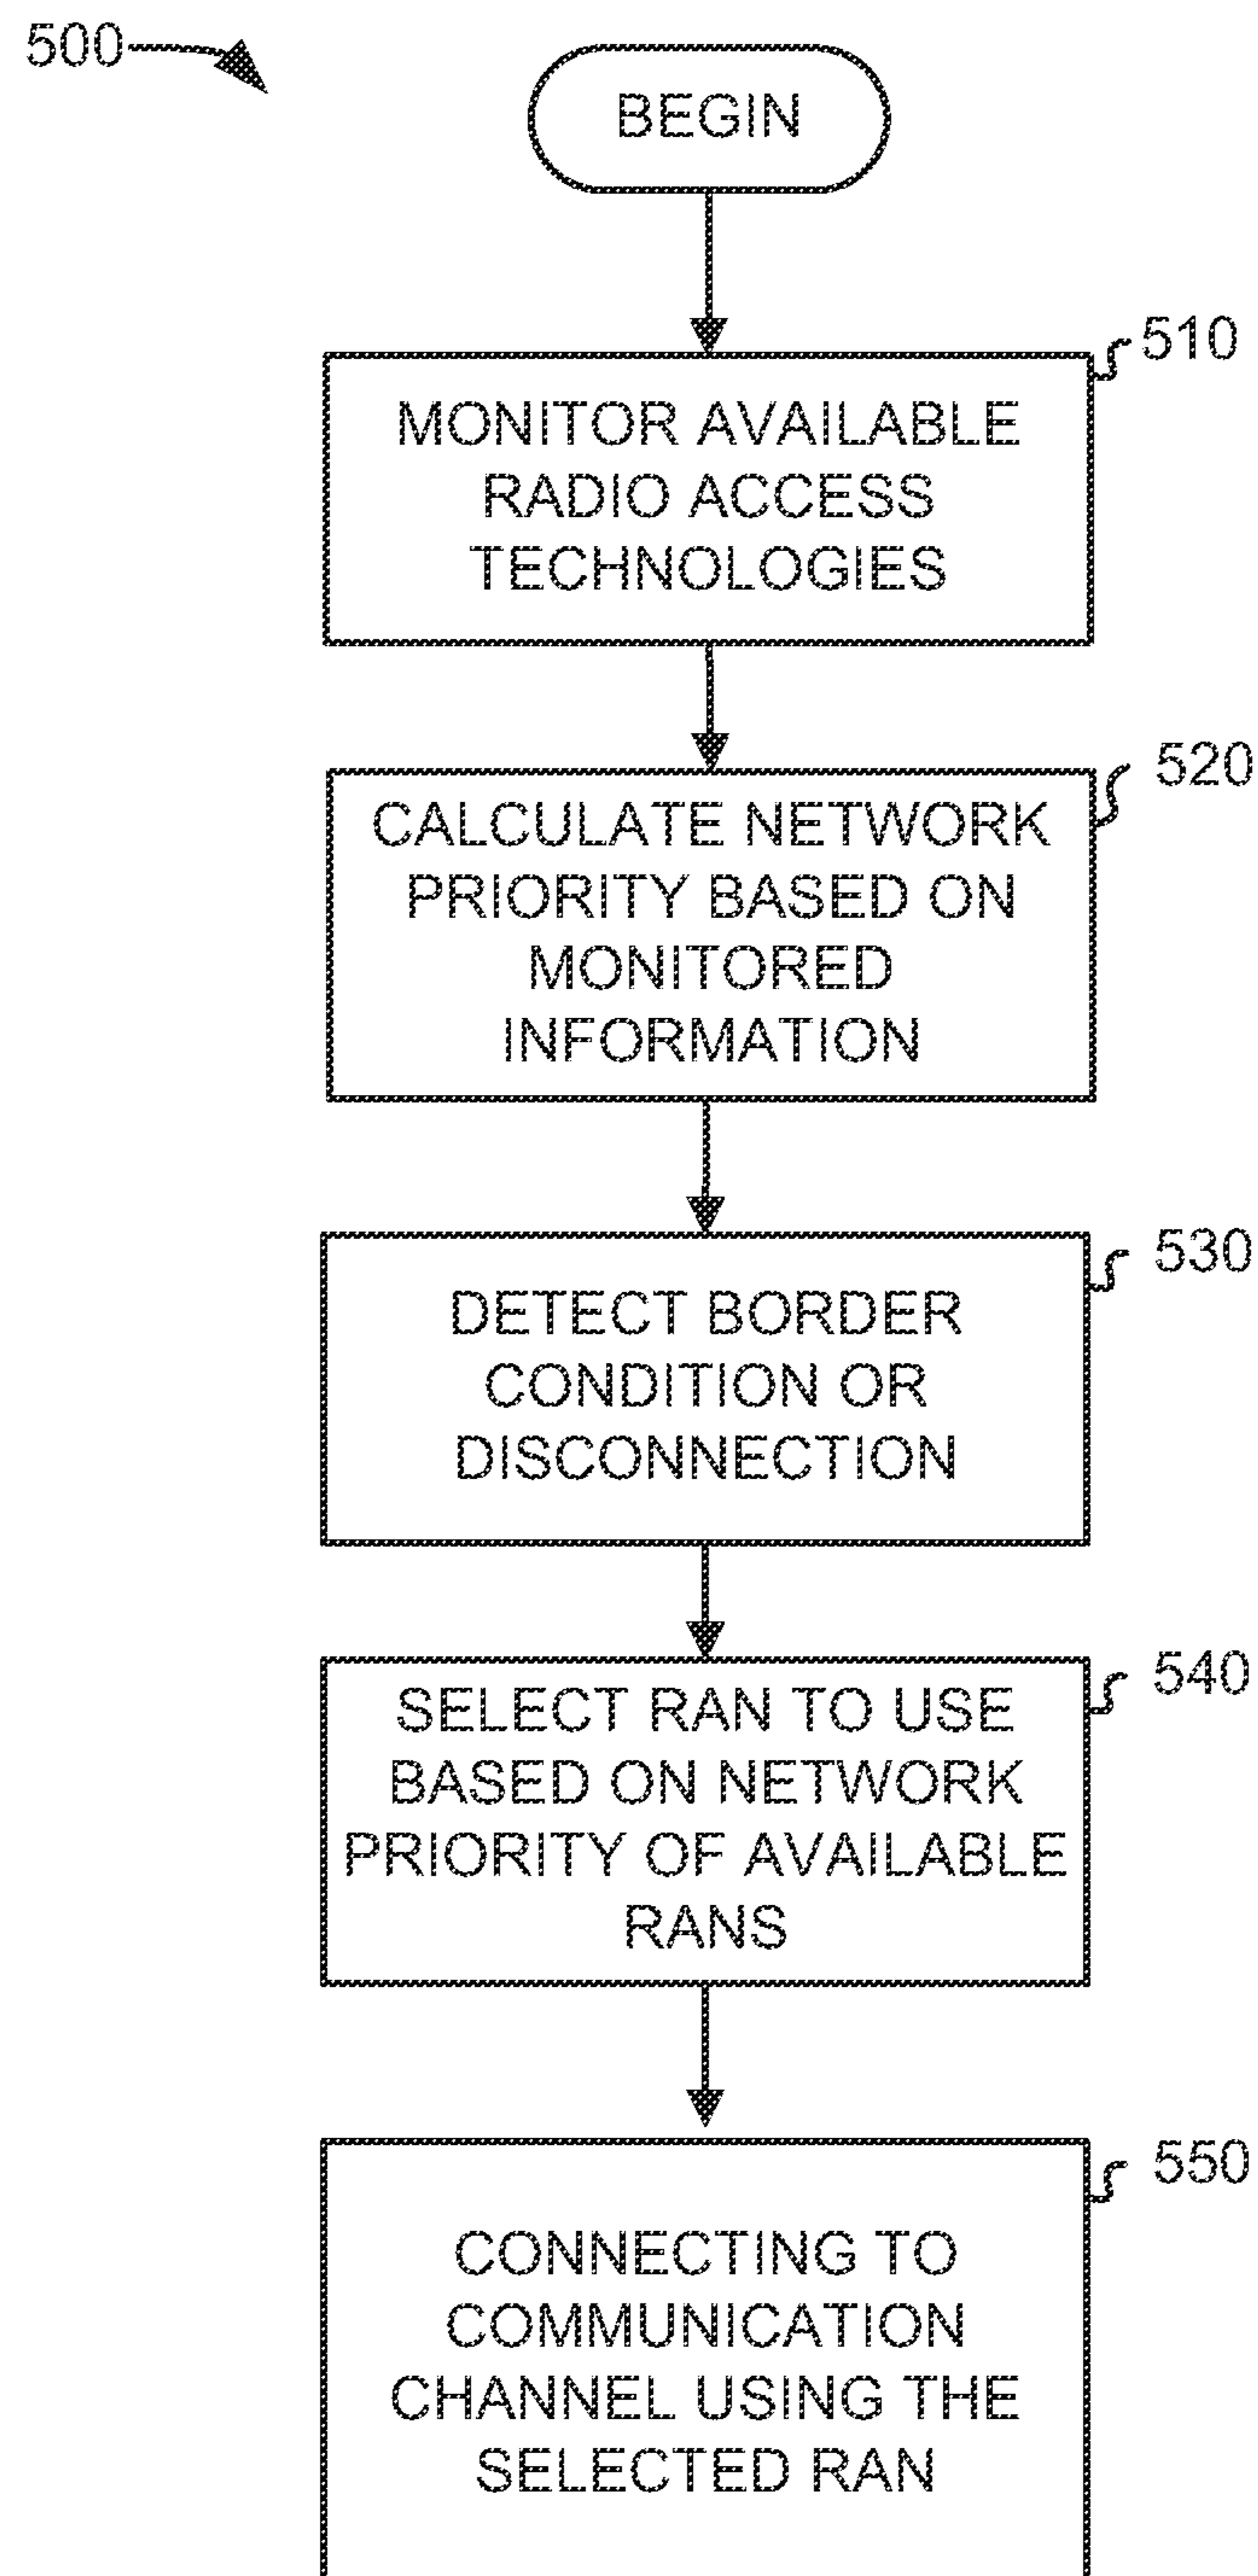 500
BEGIN
510
MONITOR AVAILABLE
RADIO ACCESS
TECHNOLOGIES
520
CALCULATE NETWORK
PRIORITY BASED ON
MONITORED
INFORMATION
530
DETECT BORDER
CONDITION OR
DISCONNECTION
540
SELECT RAN TO USE
BASED ON NETWORK
PRIORITY OF AVAILABLE
RANS
550
CONNECTING TO
COMMUNICATION
CHANNEL USING THE
SELECTED RAN